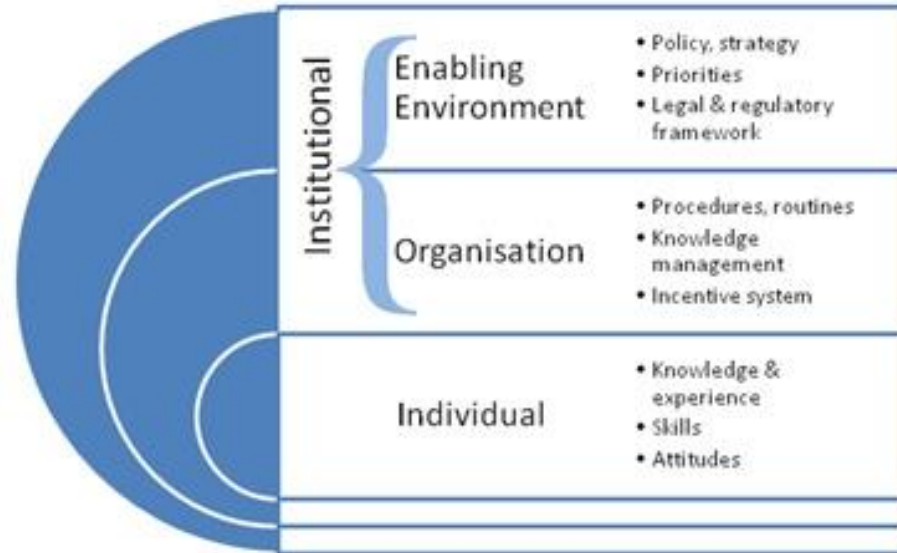 Institutional
Enabling
Environment
• Policy, strategy
• Priorities
• Legal & regulatory
framework
Organisation
• Procedures, routines
• Knowledge
management
• Incentive system
Individual
• Knowledge &
experience
• Skills
• Attitudes